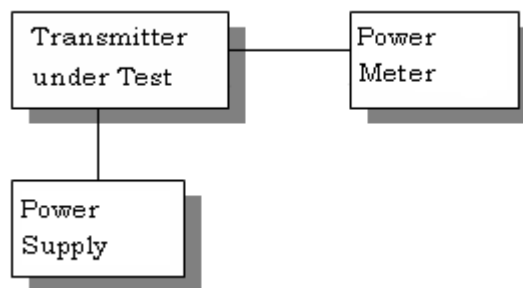 Transmitter
under Test
Power
Meter
Power
Supply